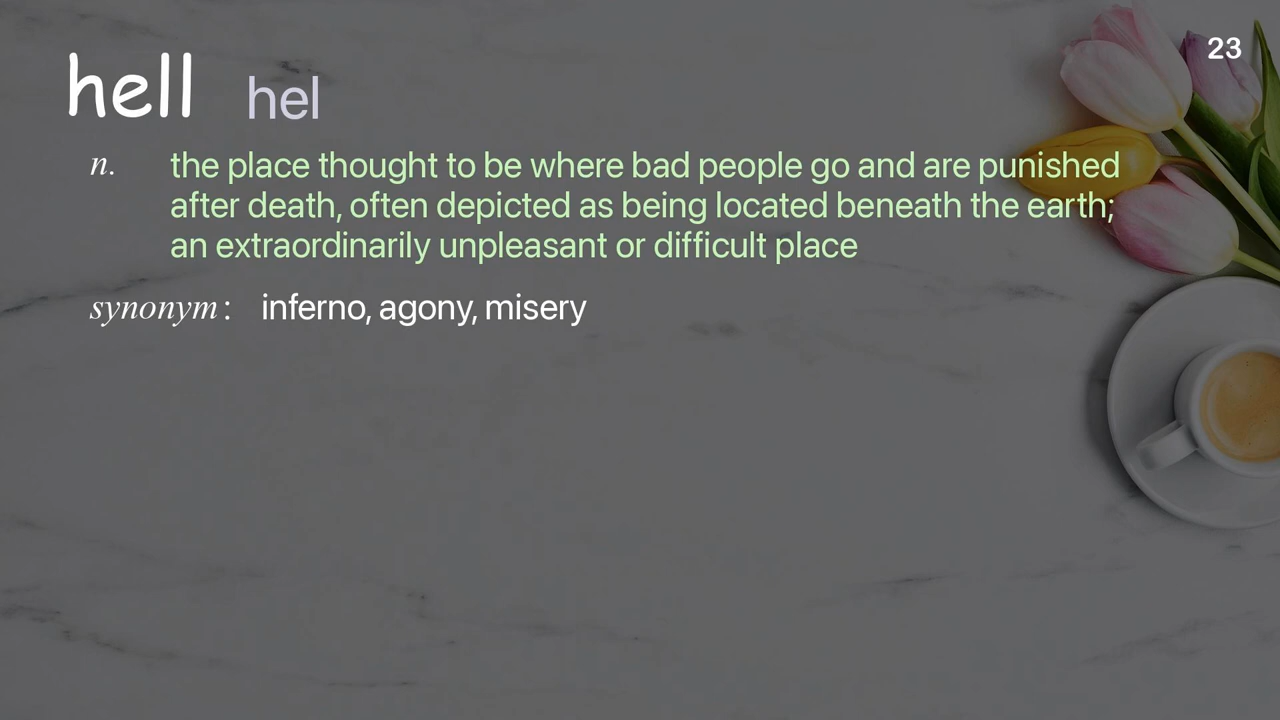 23
hell hel
n. the place thought to be where bad people go and are punished
after death, often depicted as being located beneath the earth;
an extraordinarily unpleasant or difficult place
synonym: inferno, agony, misery